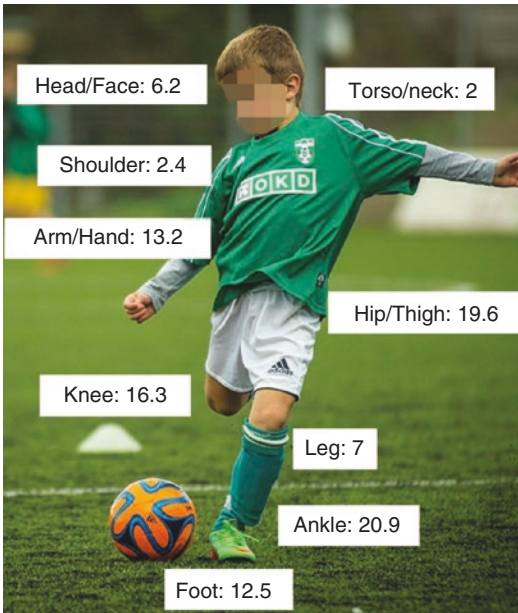 Head/Face: 6.2
Torso/neck: 2
Shoulder: 2.4
OKD
Arm/Hand: 13.2
Hip/Thigh: 19.6
adidas
Knee: 16.3
Leg: 7
Ankle: 20.9
Foot: 12.5